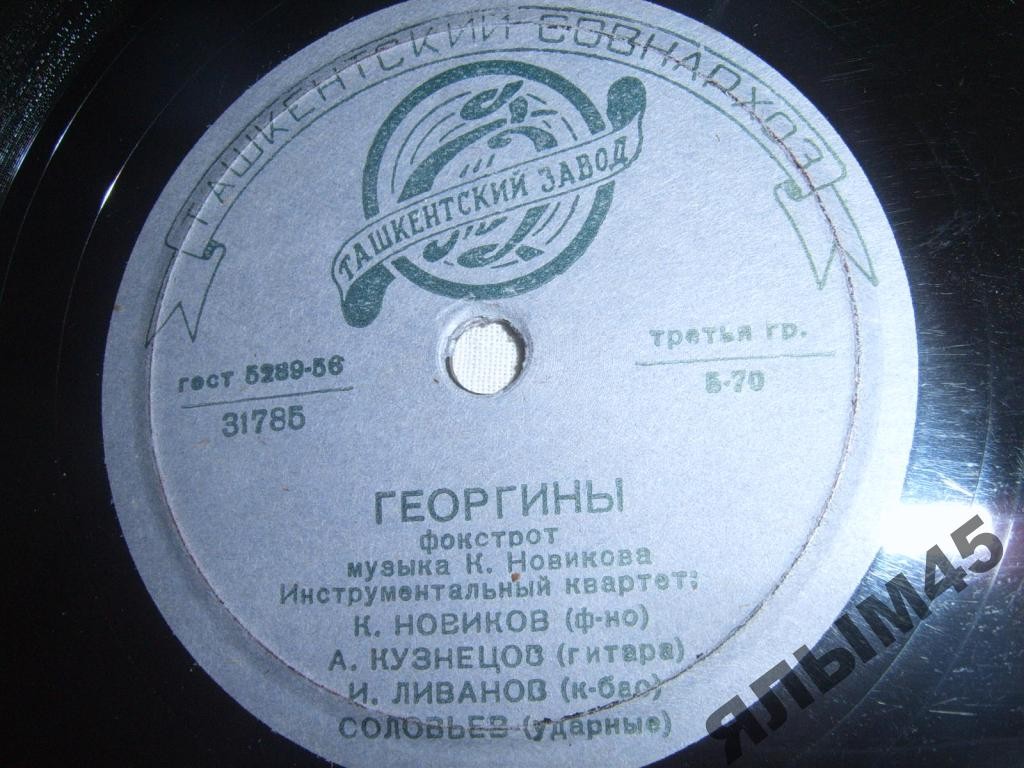 ТАШКЕНТСКИЙ СОВНАРХОЗ
ТАШКЕНТСКИЙ ЗАВОД
гост 5289-56
31785
третья гр.
Б-70
ГЕОРГИНЫ
фокстрот
музыка К. Новикова
Инструментальный квартет:
К. НОВИКОВ (ф-но)
А. КУЗНЕЦОВ (гитара)
И. ЛИВАНОВ (к-бас)
СОЛОВЬЕВ (ударные)
ЯЛЫМ45